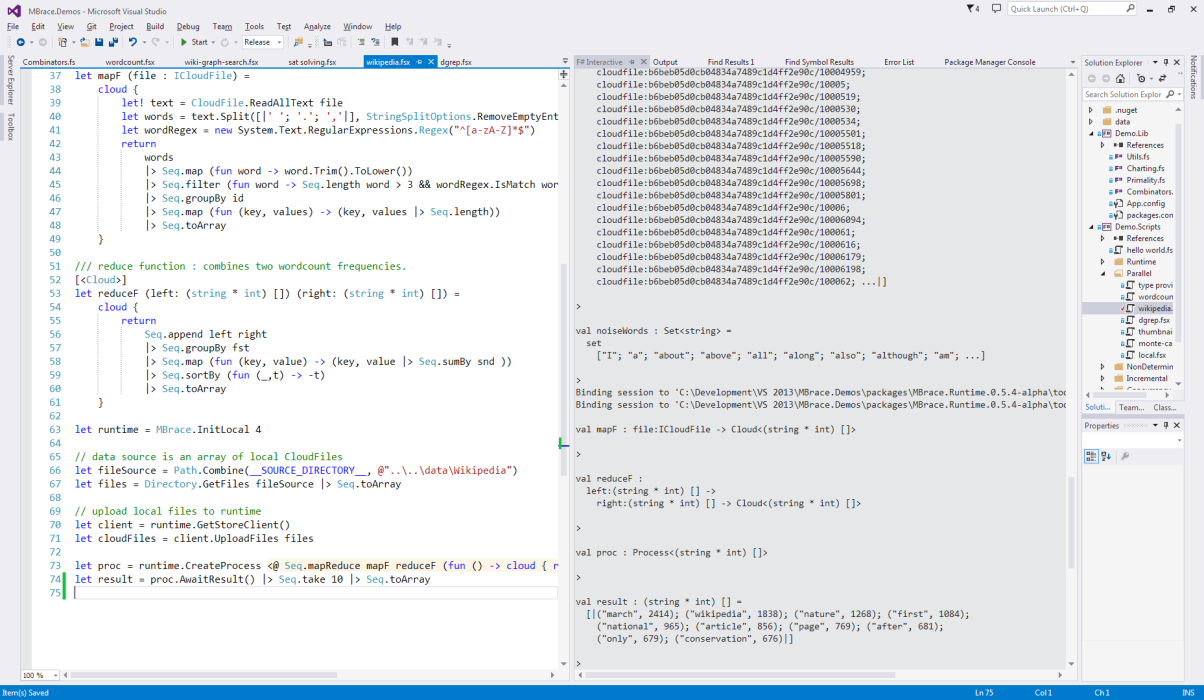 MBrace.Demos - Microsoft Visual Studio
4
Quick Launch (Ctrl+Q)
File Edit View Git Project Build Debug Team Tools Test Analyze Window Help
Start Release
Server Explorer
Toolbox
Notifications
Combinators.fs wordcount.fsx wiki-graph-search.fsx sat solving.fsx wikipedia.fsx dgrep.fsx
37 let mapF (file : ICloudFile) =
38 cloud {
39 let! text = CloudFile.ReadAllText file
40 let words = text.Split([|' '; '.'; ','|], StringSplitOptions.RemoveEmptyEnt
41 let wordRegex = new System.Text.RegularExpressions.Regex("^[a-zA-Z]*$")
42 return
43 words
44 |> Seq.map (fun word -> word.Trim().ToLower())
45 |> Seq.filter (fun word -> Seq.length word > 3 && wordRegex.IsMatch wor
46 |> Seq.groupBy id
47 |> Seq.map (fun (key, values) -> (key, values |> Seq.length))
48 |> Seq.toArray
49 }
50
51 /// reduce function : combines two wordcount frequencies.
52 [<Cloud>]
53 let reduceF (left: (string * int) []) (right: (string * int) []) =
54 cloud {
55 return
56 Seq.append left right
57 |> Seq.groupBy fst
58 |> Seq.map (fun (key, value) -> (key, value |> Seq.sumBy snd ))
59 |> Seq.sortBy (fun (_,t) -> -t)
60 |> Seq.toArray
61 }
62
63 let runtime = MBrace.InitLocal 4
64
65 // data source is an array of local CloudFiles
66 let fileSource = Path.Combine(__SOURCE_DIRECTORY__, @"..\..\data\Wikipedia")
67 let files = Directory.GetFiles fileSource |> Seq.toArray
68
69 // upload local files to runtime
70 let client = runtime.GetStoreClient()
71 let cloudFiles = client.UploadFiles files
72
73 let proc = runtime.CreateProcess <@ Seq.mapReduce mapF reduceF (fun () -> cloud { r
74 let result = proc.AwaitResult() |> Seq.take 10 |> Seq.toArray
75
100 %
F# Interactive Output Find Results 1 Find Symbol Results Error List Package Manager Console
cloudfile:b6beb05d0cb04834a7489c1d4ff2e90c/10004959;
cloudfile:b6beb05d0cb04834a7489c1d4ff2e90c/10005;
cloudfile:b6beb05d0cb04834a7489c1d4ff2e90c/100519;
cloudfile:b6beb05d0cb04834a7489c1d4ff2e90c/100530;
cloudfile:b6beb05d0cb04834a7489c1d4ff2e90c/100534;
cloudfile:b6beb05d0cb04834a7489c1d4ff2e90c/10005501;
cloudfile:b6beb05d0cb04834a7489c1d4ff2e90c/10005518;
cloudfile:b6beb05d0cb04834a7489c1d4ff2e90c/10005590;
cloudfile:b6beb05d0cb04834a7489c1d4ff2e90c/10005644;
cloudfile:b6beb05d0cb04834a7489c1d4ff2e90c/10005698;
cloudfile:b6beb05d0cb04834a7489c1d4ff2e90c/10005801;
cloudfile:b6beb05d0cb04834a7489c1d4ff2e90c/10006;
cloudfile:b6beb05d0cb04834a7489c1d4ff2e90c/10006094;
cloudfile:b6beb05d0cb04834a7489c1d4ff2e90c/100061;
cloudfile:b6beb05d0cb04834a7489c1d4ff2e90c/1000616;
cloudfile:b6beb05d0cb04834a7489c1d4ff2e90c/10006179;
cloudfile:b6beb05d0cb04834a7489c1d4ff2e90c/10006198;
cloudfile:b6beb05d0cb04834a7489c1d4ff2e90c/100062; ...|]
>
val noiseWords : Set<string> =
set
["I"; "a"; "about"; "above"; "all"; "along"; "also"; "although"; "am"; ...]
>
Binding session to 'C:\Development\VS 2013\MBrace.Demos\packages\MBrace.Runtime.0.5.4-alpha\too
Binding session to 'C:\Development\VS 2013\MBrace.Demos\packages\MBrace.Runtime.0.5.4-alpha\too
val mapF : file:ICloudFile -> Cloud<(string * int) []>
>
val reduceF :
left:(string * int) [] ->
right:(string * int) [] -> Cloud<(string * int) []>
>
val proc : Process<(string * int) []>
>
val result : (string * int) [] =
[|("march", 2414); ("wikipedia", 1838); ("nature", 1268); ("first", 1084);
("national", 965); ("article", 856); ("page", 769); ("after", 681);
("only", 679); ("conservation", 676)|]
>
Solution Explorer
Search Solution Explor
.nuget
data
Demo.Lib
References
Utils.fs
Charting.fs
Primality.fs
Combinators.
App.config
packages.con
Demo.Scripts
References
hello world.fs
Runtime
Parallel
type provi
wordcoun
wikipedia.
dgrep.fsx
thumbnai
monte-ca
local.fsx
NonDetermin
Incremental
Soluti... Team... Class...
Properties
Item(s) Saved Ln 75 Col 1 Ch 1 INS